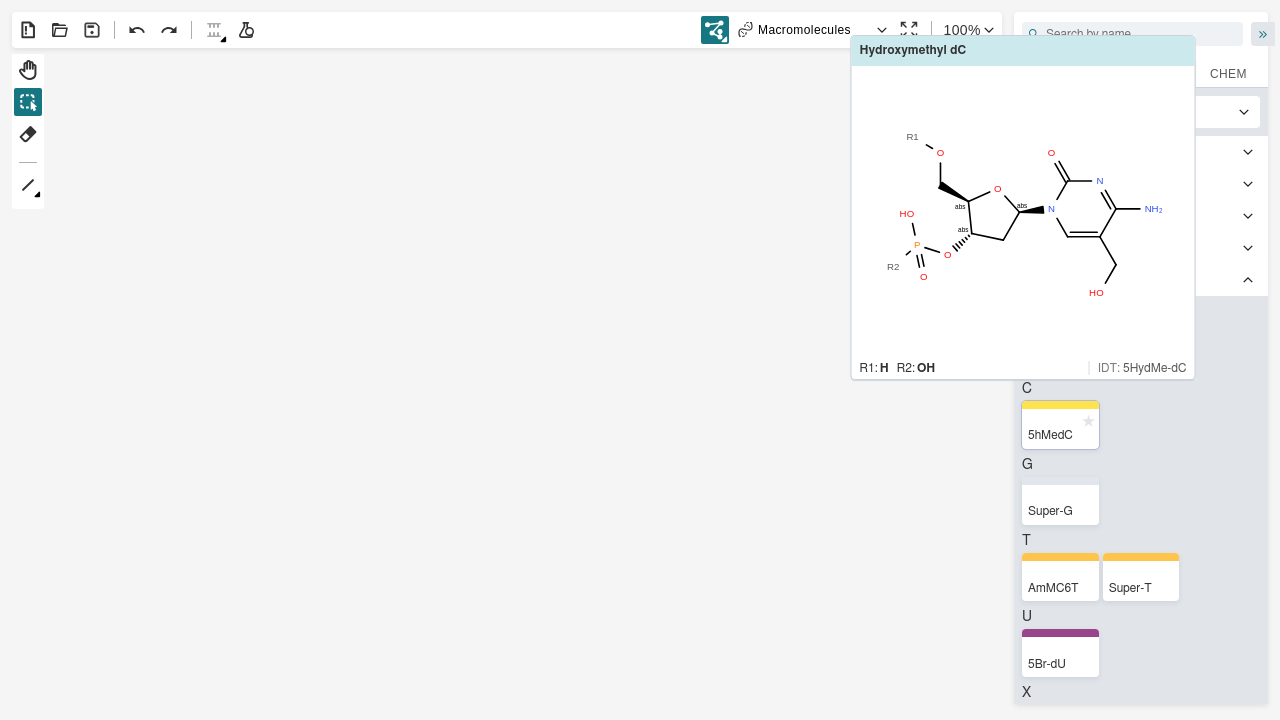 Macromolecules
100%
Search by name
Hydroxymethyl dC
CHEM
R1
O
O
O
N
abs
abs
N
NH₂
HO
abs
P
O
R2
O
HO
R1: H R2: OH IDT: 5HydMe-dC
C
5hMedC
G
Super-G
T
AmMC6T Super-T
U
5Br-dU
X